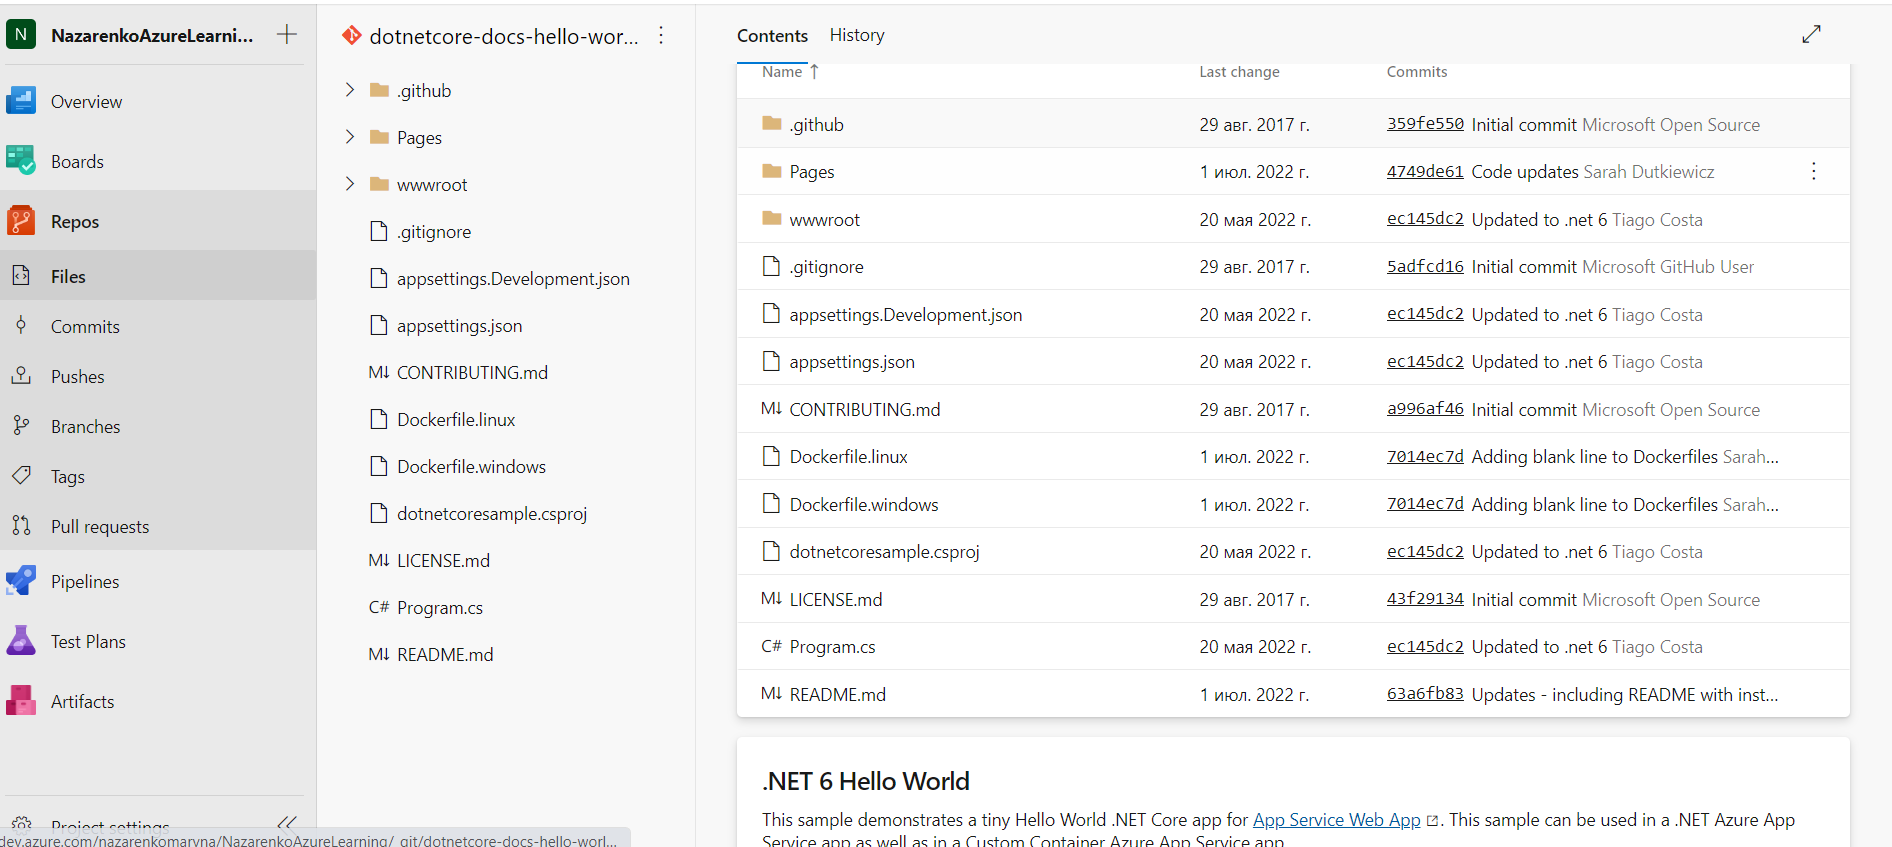 N NazarenkoAzureLearni...
Overview
Boards
Repos
Files
Commits
Pushes
Branches
Tags
Pull requests
Pipelines
Test Plans
Artifacts
Project settings
dev.azure.com/nazarenkomaryna/NazarenkoAzureLearning/_git/dotnetcore-docs-hello-worl...
dotnetcore-docs-hello-wor...
.github
Pages
wwwroot
.gitignore
appsettings.Development.json
appsettings.json
M↓ CONTRIBUTING.md
Dockerfile.linux
Dockerfile.windows
dotnetcoresample.csproj
M↓ LICENSE.md
C# Program.cs
M↓ README.md
Contents History
Name ↑ Last change Commits
.github 29 авг. 2017 г. 359fe550 Initial commit Microsoft Open Source
Pages 1 июл. 2022 г. 4749de61 Code updates Sarah Dutkiewicz
wwwroot 20 мая 2022 г. ec145dc2 Updated to .net 6 Tiago Costa
.gitignore 29 авг. 2017 г. 5adfcd16 Initial commit Microsoft GitHub User
appsettings.Development.json 20 мая 2022 г. ec145dc2 Updated to .net 6 Tiago Costa
appsettings.json 20 мая 2022 г. ec145dc2 Updated to .net 6 Tiago Costa
M↓ CONTRIBUTING.md 29 авг. 2017 г. a996af46 Initial commit Microsoft Open Source
Dockerfile.linux 1 июл. 2022 г. 7014ec7d Adding blank line to Dockerfiles Sarah...
Dockerfile.windows 1 июл. 2022 г. 7014ec7d Adding blank line to Dockerfiles Sarah...
dotnetcoresample.csproj 20 мая 2022 г. ec145dc2 Updated to .net 6 Tiago Costa
M↓ LICENSE.md 29 авг. 2017 г. 43f29134 Initial commit Microsoft Open Source
C# Program.cs 20 мая 2022 г. ec145dc2 Updated to .net 6 Tiago Costa
M↓ README.md 1 июл. 2022 г. 63a6fb83 Updates - including README with inst...
.NET 6 Hello World
This sample demonstrates a tiny Hello World .NET Core app for App Service Web App. This sample can be used in a .NET Azure App
Service app as well as in a Custom Container Azure App Service app.